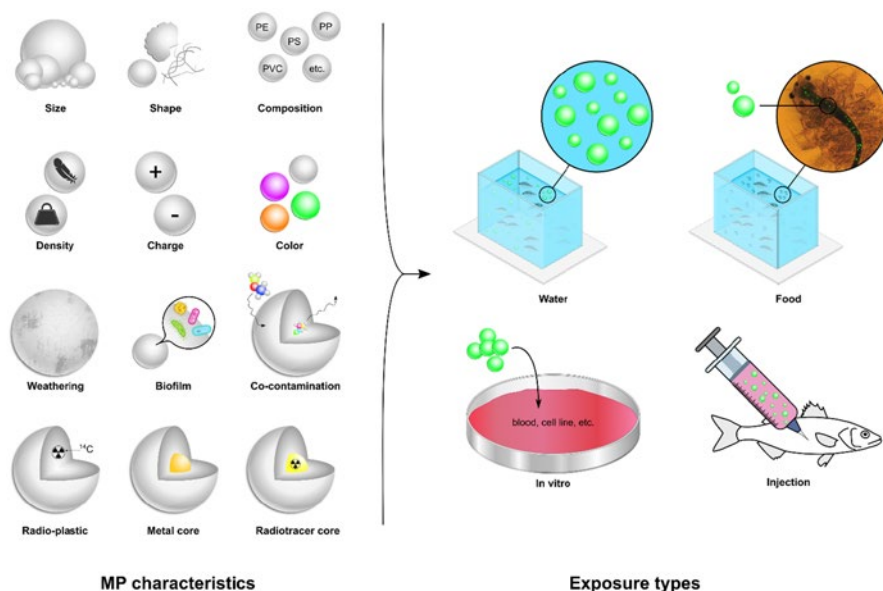 PE
PP
PS
PVC
etc.
Size
Shape
Composition
+
-
Density
Charge
Color
Weathering
Biofilm
Co-contamination
14C
Radio-plastic
Metal core
Radiotracer core
MP characteristics
Water
Food
blood, cell line, etc.
In vitro
Injection
Exposure types